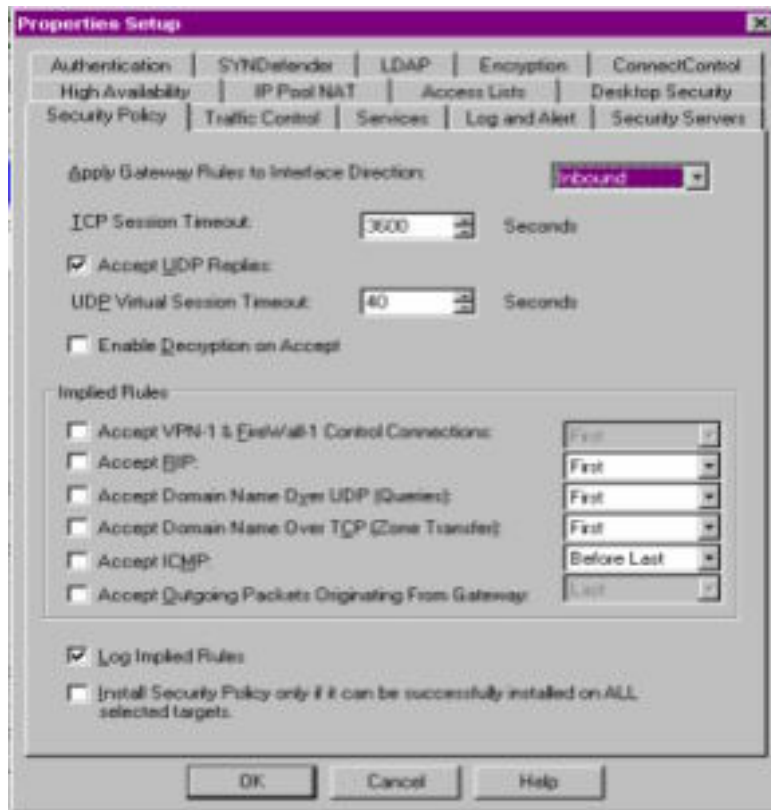 Properties Setup
Authentication SYNDefender LDAP Encryption ConnectControl
High Availability IP Pool NAT Access Lists Desktop Security
Security Policy Traffic Control Services Log and Alert Security Servers
Apply Gateway Rules to Interface Direction: Inbound
TCP Session Timeout: 3600 Seconds
Accept UDP Replies:
UDP Virtual Session Timeout: 40 Seconds
Enable Decryption on Accept
Implied Rules
Accept VPN-1 & FireWall-1 Control Connections: First
Accept RIP: First
Accept Domain Name Over UDP (Queries): First
Accept Domain Name Over TCP (Zone Transfer): First
Accept ICMP: Before Last
Accept Outgoing Packets Originating From Gateway: Last
Log Implied Rules
Install Security Policy only if it can be successfully installed on ALL
selected targets.
OK Cancel Help